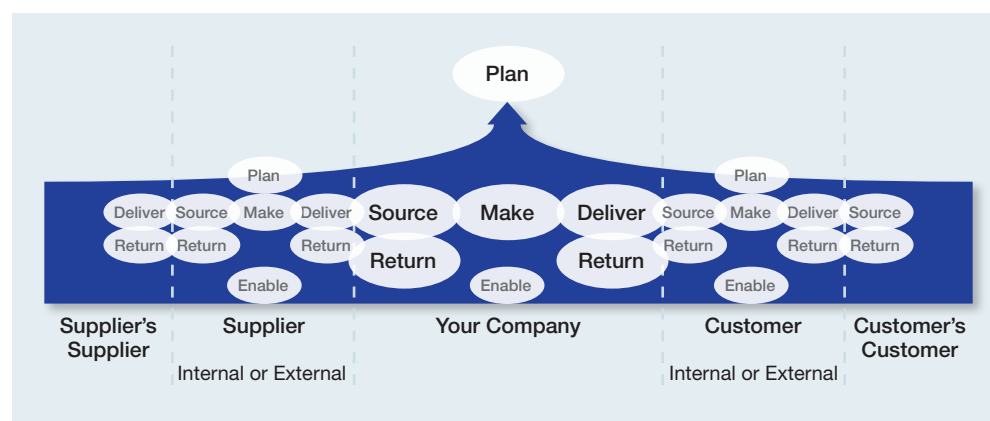 Plan
Plan
Plan
Deliver Source Make Deliver Source Make Deliver Source Make Deliver Source
Return Return Return Return Return Return Return Return
Enable Enable Enable
Supplier's Supplier Your Company Customer Customer's
Supplier Customer
Internal or External Internal or External